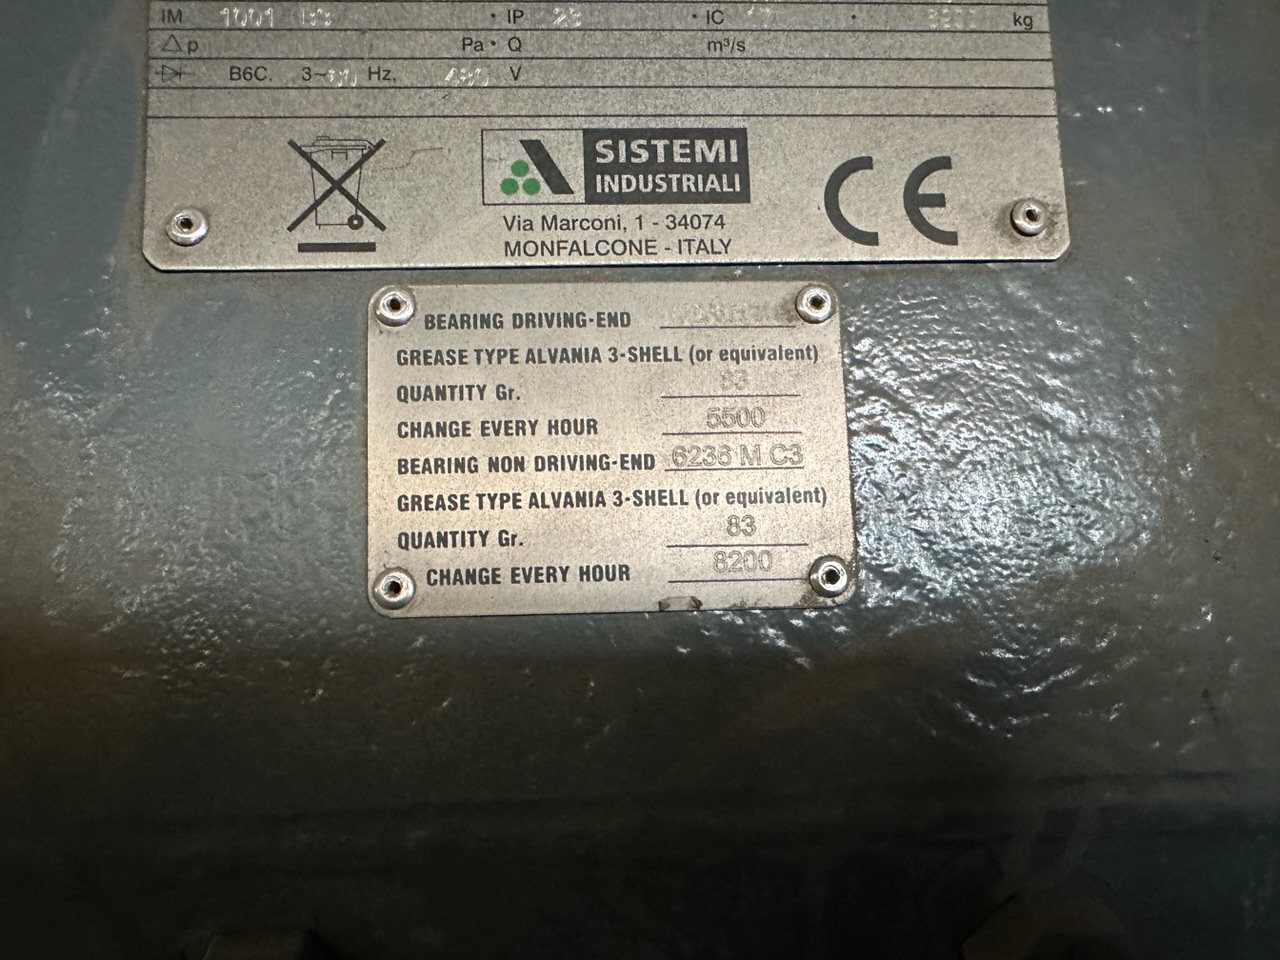 IM 1001 • IP 23 • IC • kg
Δp Pa • Q m³/s
B6C, 3~ Hz, V
SISTEMI
INDUSTRIALI
Via Marconi, 1 - 34074
MONFALCONE - ITALY
CE
BEARING DRIVING-END
GREASE TYPE ALVANIA 3-SHELL (or equivalent)
QUANTITY Gr.
CHANGE EVERY HOUR 5500
BEARING NON DRIVING-END 6236 M C3
GREASE TYPE ALVANIA 3-SHELL (or equivalent)
QUANTITY Gr. 83
CHANGE EVERY HOUR 8200